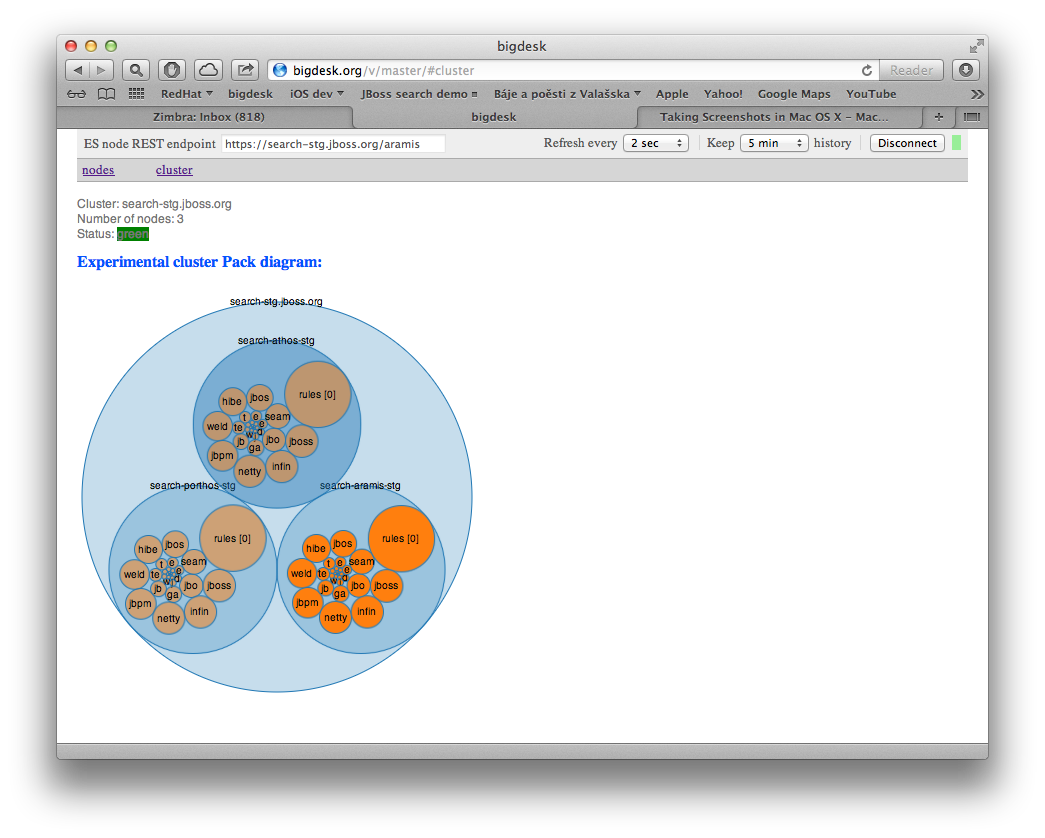 bigdesk
bigdesk.org/v/master/#cluster
Reader
RedHat
bigdesk
iOS dev
JBoss search demo
Báje a poěsti z Valašska
Apple
Yahoo!
Google Maps
YouTube
Zimbra: Inbox (818)
bigdesk
Taking Screenshots in Mac OS X – Mac...
ES node REST endpoint https://search-stg.jboss.org/aramis
Refresh every 2 sec
Keep 5 min history
Disconnect
nodes
cluster
Cluster: search-stg.jboss.org
Number of nodes: 3
Status: green
Experimental cluster Pack diagram:
search-stg.jboss.org
search-athos-stg
rules [0]
hibe
jbos
t
e
e
seam
weld
te
w
j
d
jb
jbo
jboss
ga
jbpm
netty
infin
search-porthos-stg
rules [0]
hibe
jbos
t
e
e
seam
weld
te
w
j
d
jb
jbo
jboss
ga
jbpm
netty
infin
search-aramis-stg
rules [0]
hibe
jbos
t
e
e
seam
weld
te
w
j
d
jb
jbo
jboss
ga
jbpm
netty
infin